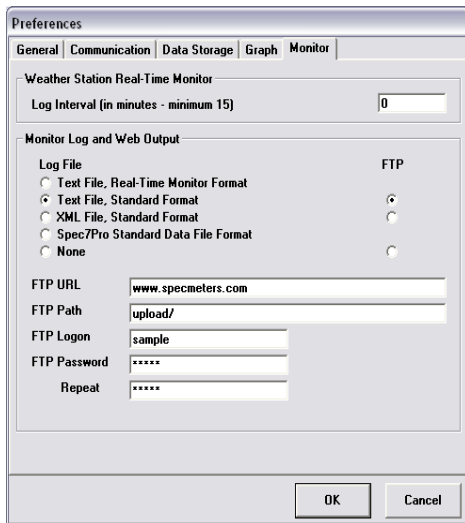 Preferences
General Communication Data Storage Graph Monitor
Weather Station Real-Time Monitor
Log Interval (in minutes - minimum 15) 0
Monitor Log and Web Output
Log File FTP
Text File, Real-Time Monitor Format
Text File, Standard Format
XML File, Standard Format
Spec7Pro Standard Data File Format
None
FTP URL www.specmeters.com
FTP Path upload/
FTP Logon sample
FTP Password *****
Repeat *****
OK Cancel